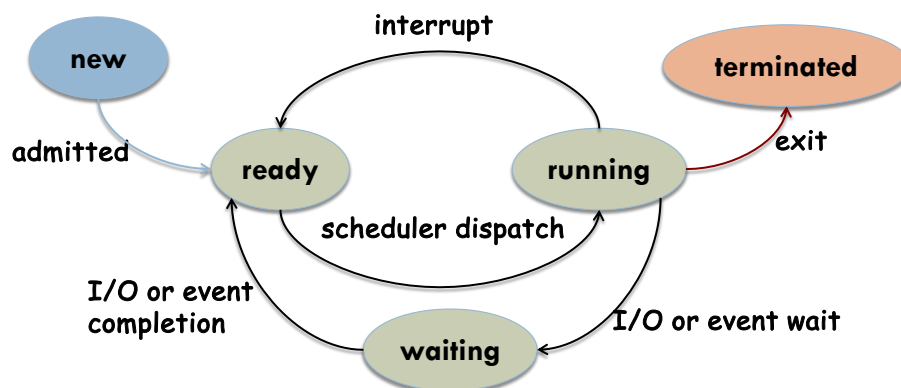 interrupt
new
terminated
admitted
exit
ready
running
scheduler dispatch
I/O or event
completion
I/O or event wait
waiting